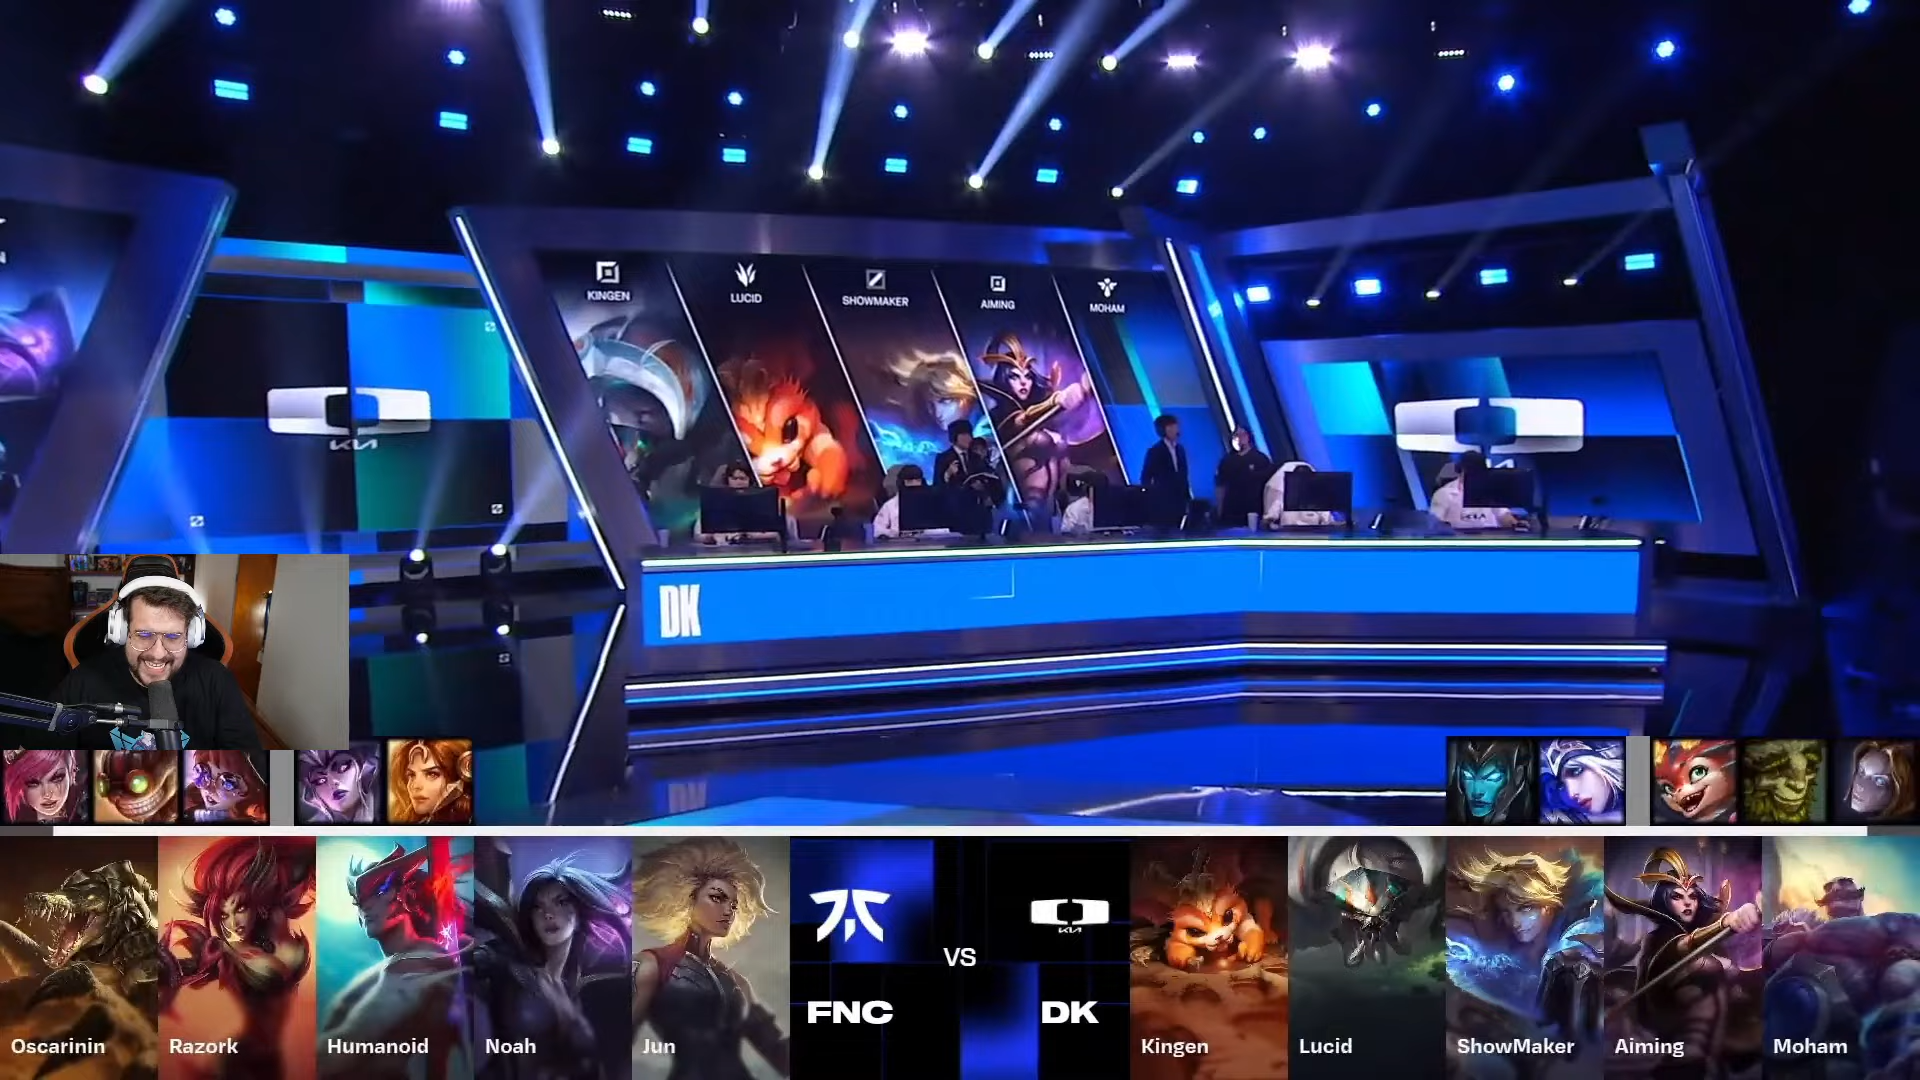 KINGEN
LUCID
SHOWMAKER
AIMING
MOHAM
KIA
DK
VS
FNC
DK
Oscarinin
Razork
Humanoid
Noah
Jun
Kingen
Lucid
ShowMaker
Aiming
Moham